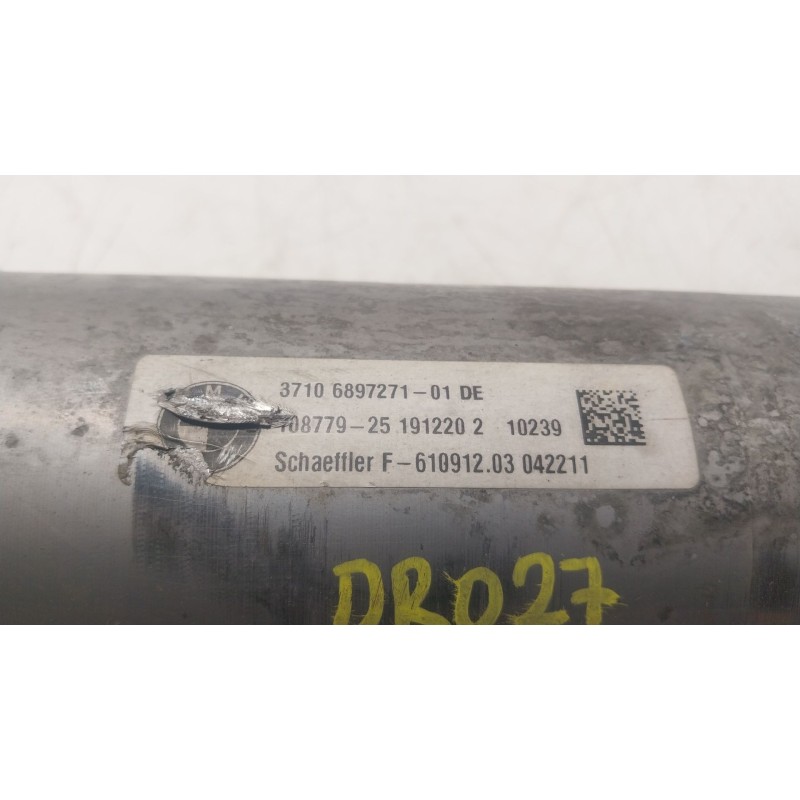 3710 6897271-01 DE
108779-25 191220 2 10239
Schaeffler F-610912.03 042211
DR027